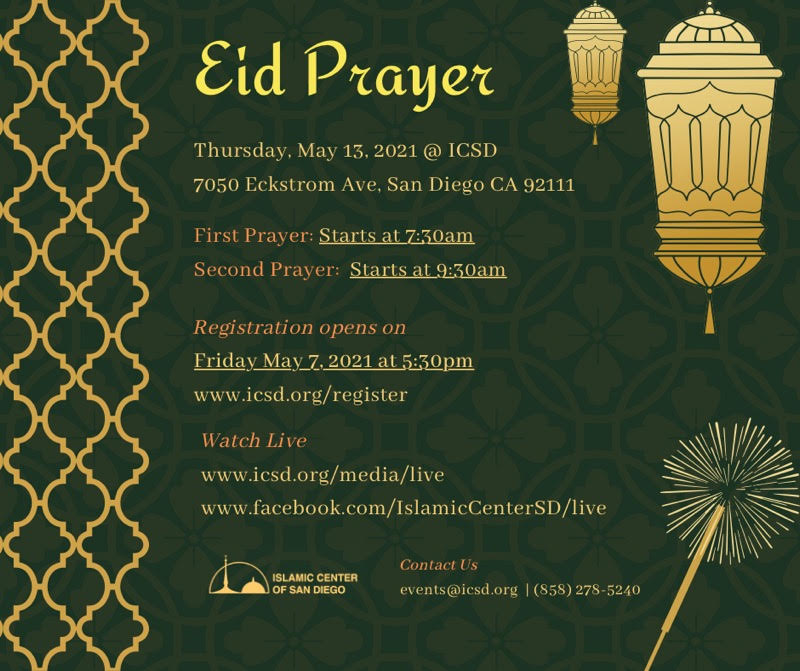 Eid Prayer
Thursday, May 13, 2021 @ ICSD
7050 Eckstrom Ave, San Diego CA 92111
First Prayer: Starts at 7:30am
Second Prayer: Starts at 9:30am
Registration opens on
Friday May 7, 2021 at 5:30pm
www.icsd.org/register
Watch Live
www.icsd.org/media/live
www.facebook.com/IslamicCenterSD/live
ISLAMIC CENTER
OF SAN DIEGO
Contact Us
events@icsd.org | (858) 278-5240